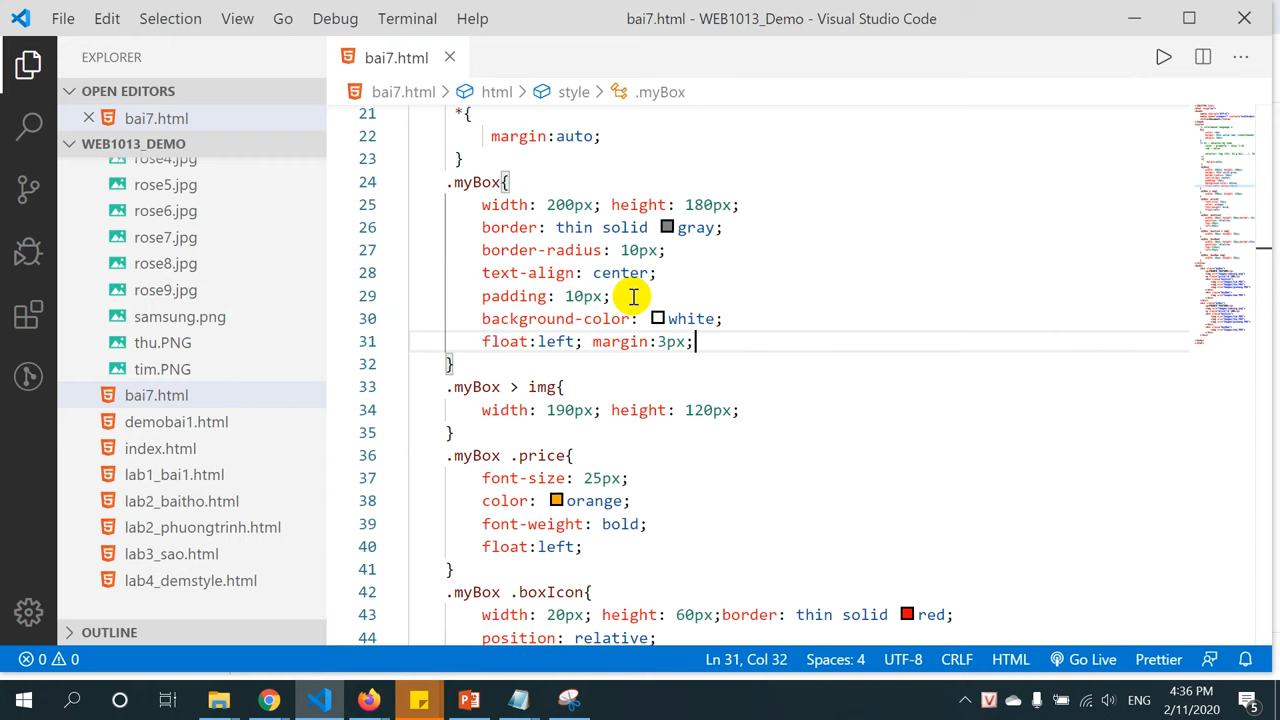 File Edit Selection View Go Debug Terminal Help
bai7.html - WEB1013_Demo - Visual Studio Code
EXPLORER
OPEN EDITORS
bai7.html
WEB1013_DEMO
rose4.jpg
rose5.jpg
rose6.jpg
rose7.jpg
rose8.jpg
rose9.jpg
samsung.png
thu.PNG
tim.PNG
bai7.html
demobai1.html
index.html
lab1_bai1.html
lab2_baitho.html
lab2_phuongtrinh.html
lab3_sao.html
lab4_demstyle.html
OUTLINE
bai7.html
bai7.html > html > style > .myBox
21 *{
22 margin:auto;
23 }
24 .myBox{
25 width: 200px; height: 180px;
26 border: thin solid gray;
27 border-radius: 10px;
28 text-align: center;
29 padding: 10px;
30 background-color: white;
31 float:left; margin:3px;
32 }
33 .myBox > img{
34 width: 190px; height: 120px;
35 }
36 .myBox .price{
37 font-size: 25px;
38 color: orange;
39 font-weight: bold;
40 float:left;
41 }
42 .myBox .boxIcon{
43 width: 20px; height: 60px;border: thin solid red;
44 position: relative;
0 0
Ln 31, Col 32 Spaces: 4 UTF-8 CRLF HTML Go Live Prettier
ENG
4:36 PM
2/11/2020
5